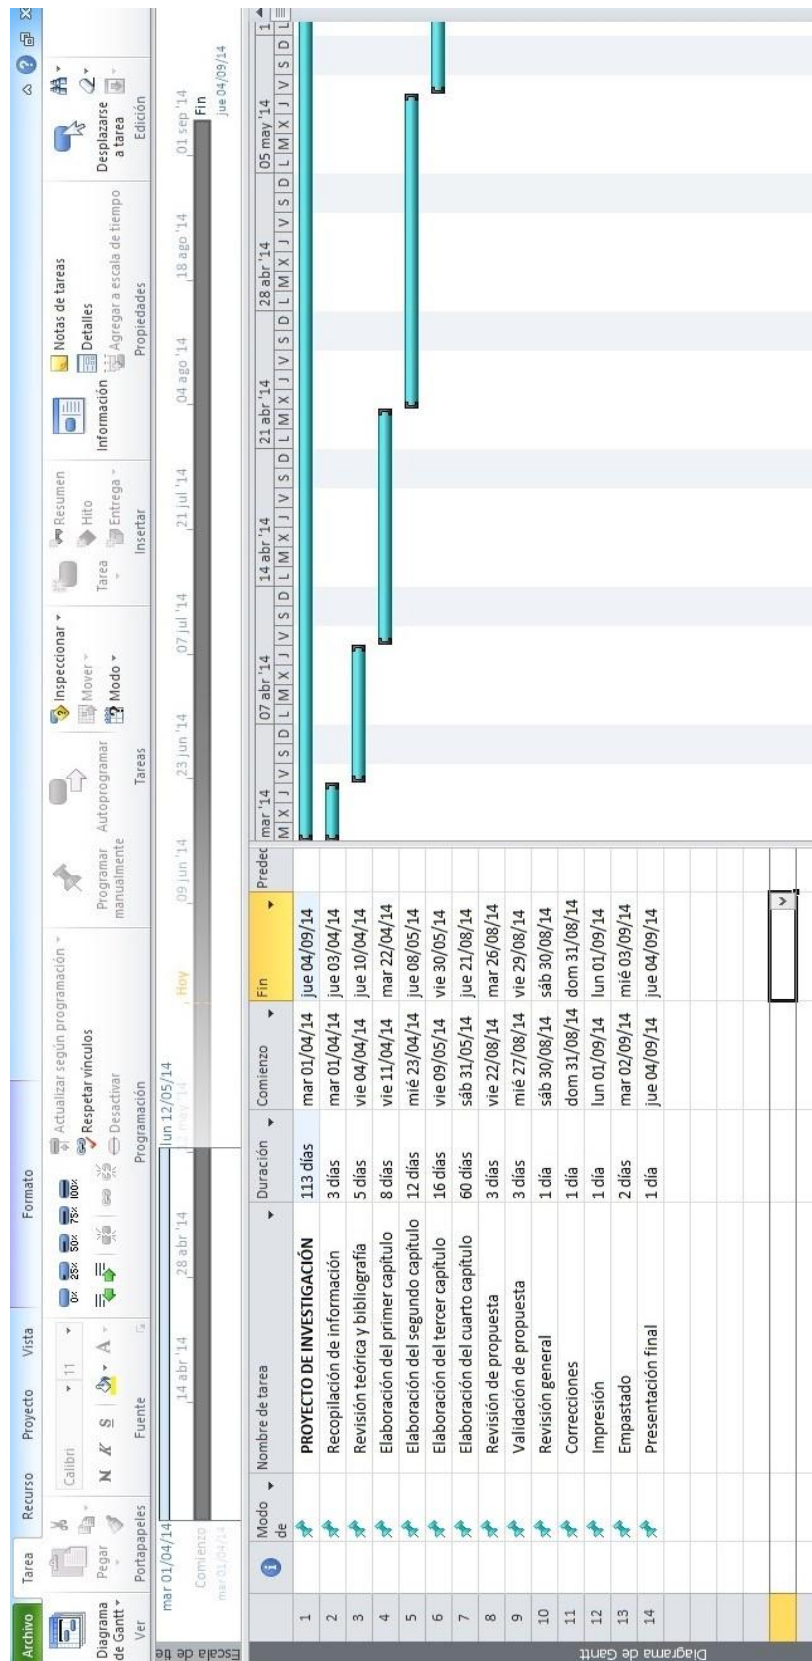 Archivo Tarea Recurso Proyecto Vista Formato
Diagrama de Gantt
Ver
Pegar
Portapapeles
Calibri 11
N K S A
Fuente
0% 25% 50% 75% 100%
Actualizar según programación
Respetar vínculos
Desactivar
Programación
Programar manualmente
Autoprogramar
Inspeccionar
Mover
Modo
Tareas
Tarea
Resumen
Hito
Entrega
Insertar
Información
Notas de tareas
Detalles
Agregar a escala de tiempo
Propiedades
Desplazarse a tarea
Edición
Escala de tie
mar 01/04/14 lun 12/05/14
Hoy
14 abr '14 28 abr '14 12 may '14 09 jun '14 23 jun '14 07 jul '14 21 jul '14 04 ago '14 18 ago '14 01 sep '14
Comienzo
mar 01/04/14
Fin
jue 04/09/14
Modo de Nombre de tarea Duración Comienzo Fin Predec
mar '14 07 abr '14 14 abr '14 21 abr '14 28 abr '14 05 may '14 1
M X J V S D L M X J V S D L M X J V S D L M X J V S D L M X J V S D L M X J V S D L
1 PROYECTO DE INVESTIGACIÓN 113 días mar 01/04/14 jue 04/09/14
2 Recopilación de información 3 días mar 01/04/14 jue 03/04/14
3 Revisión teórica y bibliografía 5 días vie 04/04/14 jue 10/04/14
4 Elaboración del primer capítulo 8 días vie 11/04/14 mar 22/04/14
5 Elaboración del segundo capítulo 12 días mié 23/04/14 jue 08/05/14
6 Elaboración del tercer capítulo 16 días vie 09/05/14 vie 30/05/14
7 Elaboración del cuarto capítulo 60 días sáb 31/05/14 jue 21/08/14
8 Revisión de propuesta 3 días vie 22/08/14 mar 26/08/14
9 Validación de propuesta 3 días mié 27/08/14 vie 29/08/14
10 Revisión general 1 día sáb 30/08/14 sáb 30/08/14
11 Correcciones 1 día dom 31/08/14 dom 31/08/14
12 Impresión 1 día lun 01/09/14 lun 01/09/14
13 Empastado 2 días mar 02/09/14 mié 03/09/14
14 Presentación final 1 día jue 04/09/14 jue 04/09/14
Diagrama de Gantt